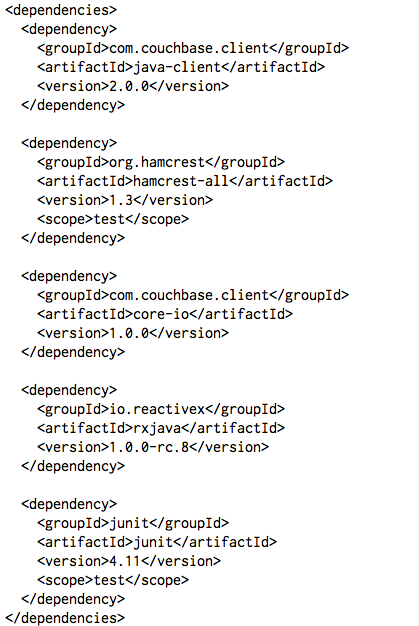 <dependencies>
  <dependency>
    <groupId>com.couchbase.client</groupId>
    <artifactId>java-client</artifactId>
    <version>2.0.0</version>
  </dependency>

  <dependency>
    <groupId>org.hamcrest</groupId>
    <artifactId>hamcrest-all</artifactId>
    <version>1.3</version>
    <scope>test</scope>
  </dependency>

  <dependency>
    <groupId>com.couchbase.client</groupId>
    <artifactId>core-io</artifactId>
    <version>1.0.0</version>
  </dependency>

  <dependency>
    <groupId>io.reactivex</groupId>
    <artifactId>rxjava</artifactId>
    <version>1.0.0-rc.8</version>
  </dependency>

  <dependency>
    <groupId>junit</groupId>
    <artifactId>junit</artifactId>
    <version>4.11</version>
    <scope>test</scope>
  </dependency>
</dependencies>